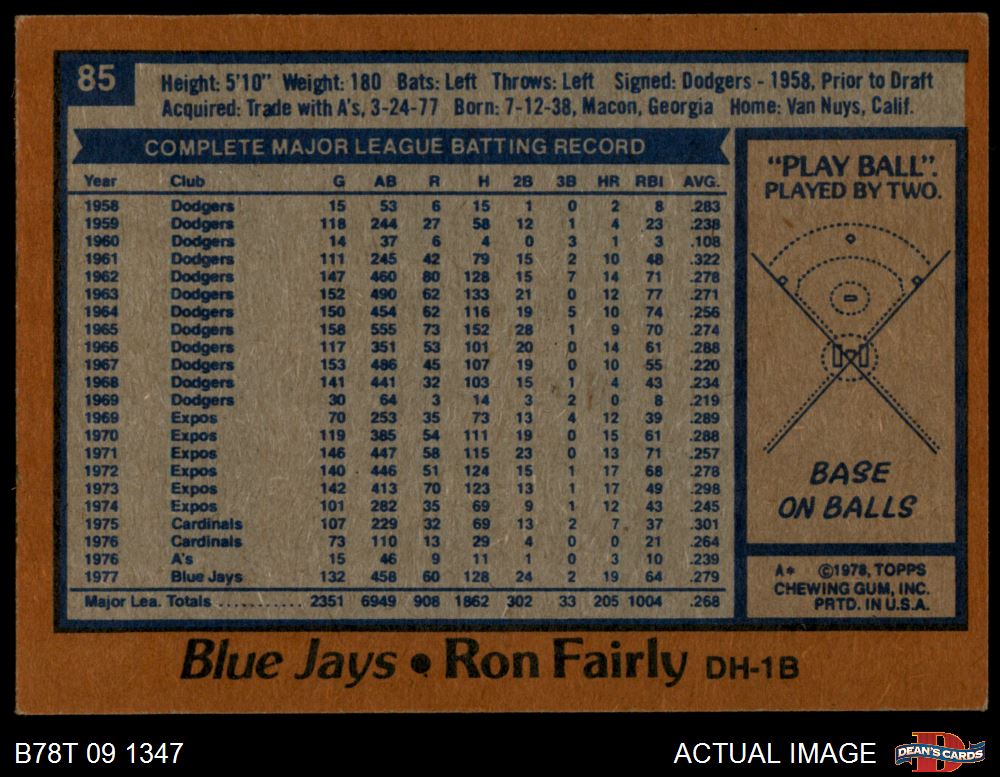 85
Height: 5'10" Weight: 180 Bats: Left Throws: Left Signed: Dodgers - 1958, Prior to Draft
Acquired: Trade with A's, 3-24-77 Born: 7-12-38, Macon, Georgia Home: Van Nuys, Calif.
COMPLETE MAJOR LEAGUE BATTING RECORD
Year Club G AB R H 2B 3B HR RBI AVG.
1958 Dodgers 15 53 6 15 1 0 2 8 .283
1959 Dodgers 118 244 27 58 12 1 4 23 .238
1960 Dodgers 14 37 6 4 0 3 1 3 .108
1961 Dodgers 111 245 42 79 15 2 10 48 .322
1962 Dodgers 147 460 80 128 15 7 14 71 .278
1963 Dodgers 152 490 62 133 21 0 12 77 .271
1964 Dodgers 150 454 62 116 19 5 10 74 .256
1965 Dodgers 158 555 73 152 28 1 9 70 .274
1966 Dodgers 117 351 53 101 20 0 14 61 .288
1967 Dodgers 153 486 45 107 19 0 10 55 .220
1968 Dodgers 141 441 32 103 15 1 4 43 .234
1969 Dodgers 30 64 3 14 3 2 0 8 .219
1969 Expos 70 253 35 73 13 4 12 39 .289
1970 Expos 119 385 54 111 19 0 15 61 .288
1971 Expos 146 447 58 115 23 0 13 71 .257
1972 Expos 140 446 51 124 15 1 17 68 .278
1973 Expos 142 413 70 123 13 1 17 49 .298
1974 Expos 101 282 35 69 9 1 12 43 .245
1975 Cardinals 107 229 32 69 13 2 7 37 .301
1976 Cardinals 73 110 13 29 4 0 0 21 .264
1976 A's 15 46 9 11 1 0 3 10 .239
1977 Blue Jays 132 458 60 128 24 2 19 64 .279
Major Lea. Totals ........... 2351 6949 908 1862 302 33 205 1004 .268
"PLAY BALL".
PLAYED BY TWO.
BASE
ON BALLS
A* ©1978, TOPPS
CHEWING GUM, INC.
PRTD. IN U.S.A.
Blue Jays • Ron Fairly DH-1B
B78T 09 1347
ACTUAL IMAGE
DEAN'S CARDS